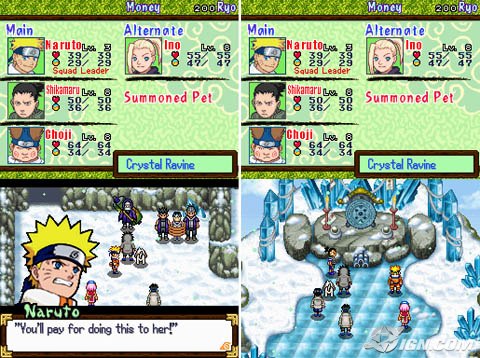 Money 200 Ryo
Main Alternate
Naruto Lv. 3
39/ 39
29/ 29
Squad Leader
Ino Lv. 8
55/ 55
47/ 47
Shikamaru Lv. 8
50/ 50
36/ 36
Summoned Pet
Choji Lv. 8
64/ 64
34/ 34
Crystal Ravine
Naruto
"You'll pay for doing this to her!"
Money 200 Ryo
Main Alternate
Naruto Lv. 3
39/ 39
29/ 29
Squad Leader
Ino Lv. 8
55/ 55
47/ 47
Shikamaru Lv. 8
50/ 50
36/ 36
Summoned Pet
Choji Lv. 8
64/ 64
34/ 34
Crystal Ravine
IGN.COM